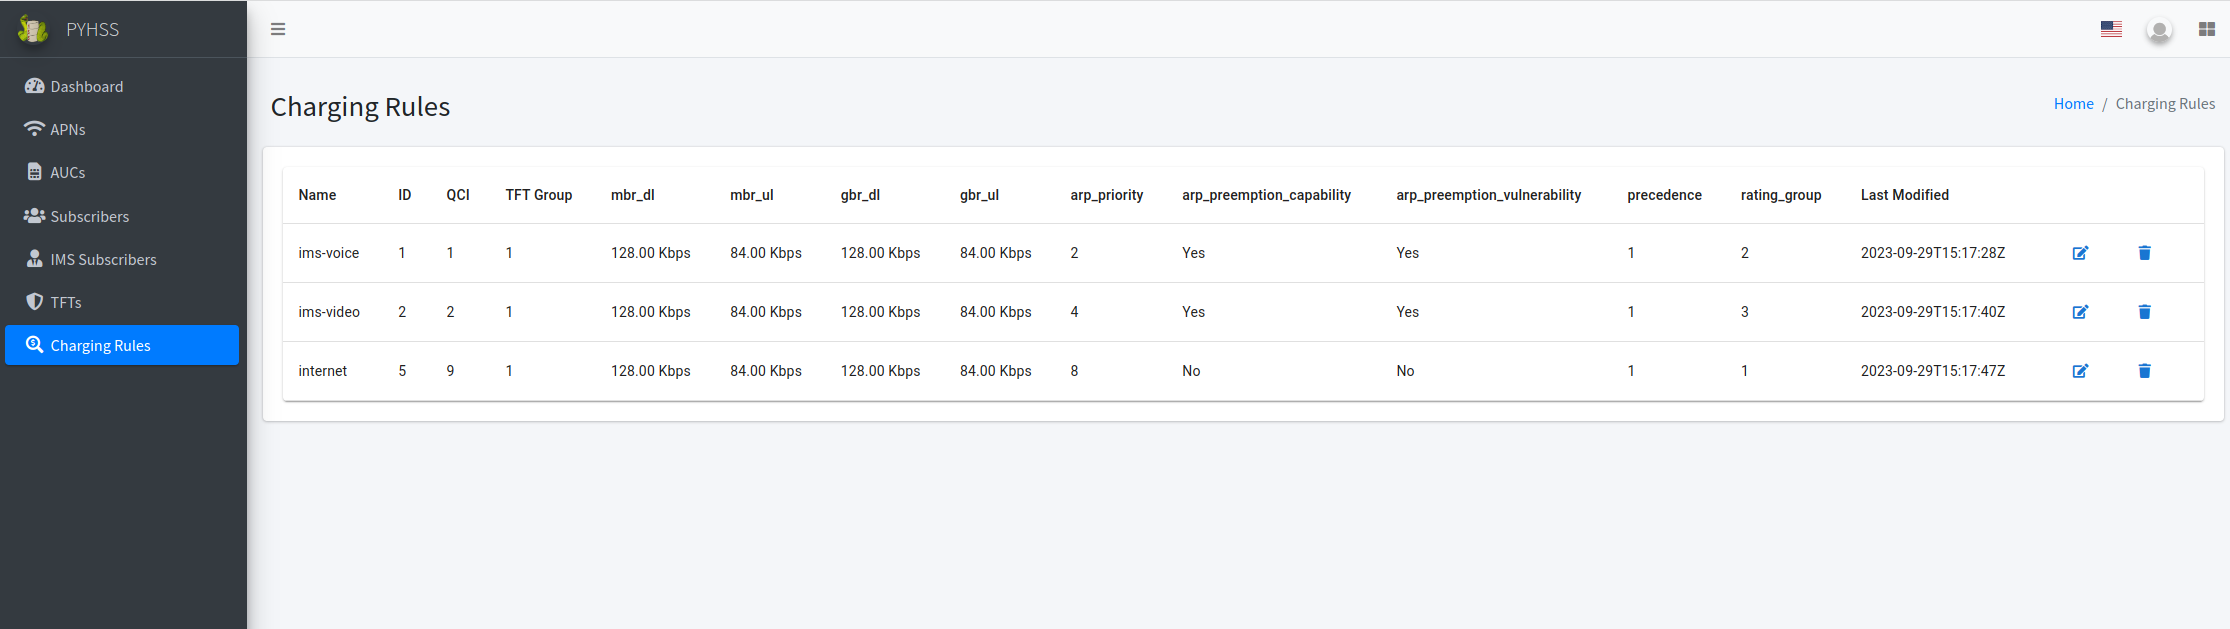 PYHSS
Dashboard
APNs
AUCs
Subscribers
IMS Subscribers
TFTs
Charging Rules
Charging Rules
Home / Charging Rules
Name ID QCI TFT Group mbr_dl mbr_ul gbr_dl gbr_ul arp_priority arp_preemption_capability arp_preemption_vulnerability precedence rating_group Last Modified
ims-voice 1 1 1 128.00 Kbps 84.00 Kbps 128.00 Kbps 84.00 Kbps 2 Yes Yes 1 2 2023-09-29T15:17:28Z
ims-video 2 2 1 128.00 Kbps 84.00 Kbps 128.00 Kbps 84.00 Kbps 4 Yes Yes 1 3 2023-09-29T15:17:40Z
internet 5 9 1 128.00 Kbps 84.00 Kbps 128.00 Kbps 84.00 Kbps 8 No No 1 1 2023-09-29T15:17:47Z